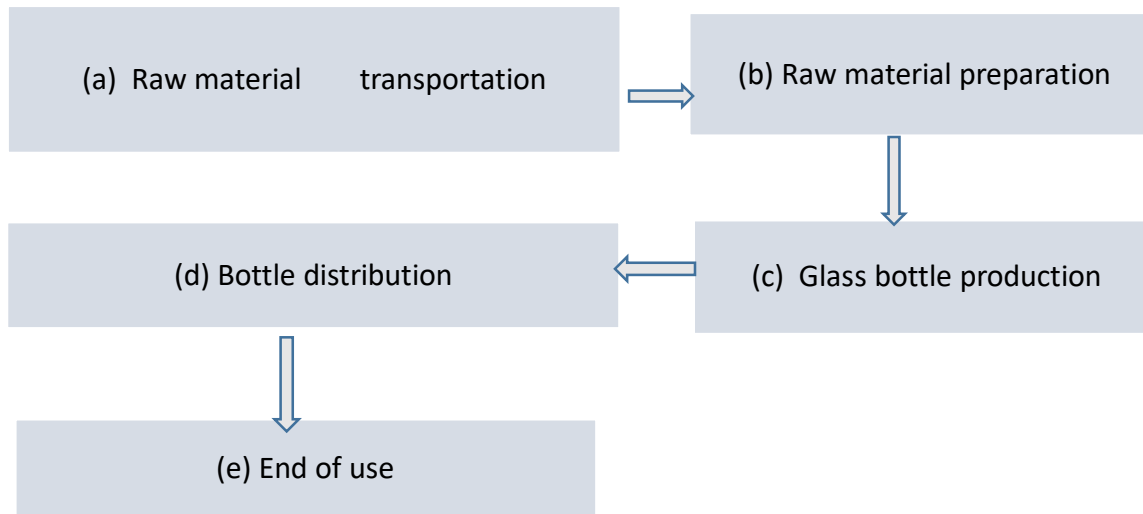 (a) Raw material transportation
(b) Raw material preparation
(c) Glass bottle production
(d) Bottle distribution
(e) End of use